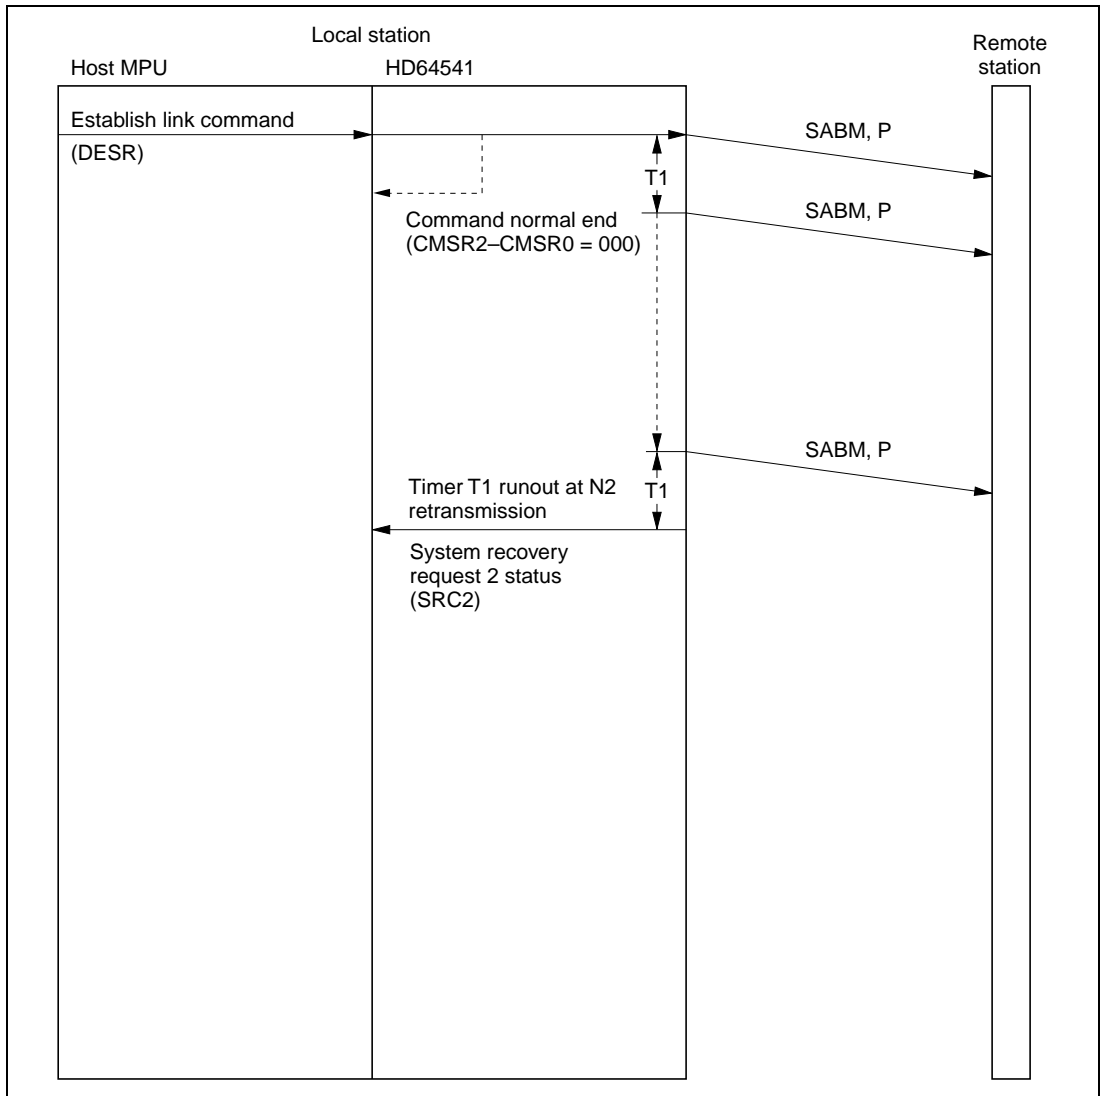 Local station
Remote
station
Host MPU
HD64541
Establish link command
(DESR)
SABM, P
T1
Command normal end
(CMSR2–CMSR0 = 000)
SABM, P
SABM, P
Timer T1 runout at N2
retransmission
T1
System recovery
request 2 status
(SRC2)